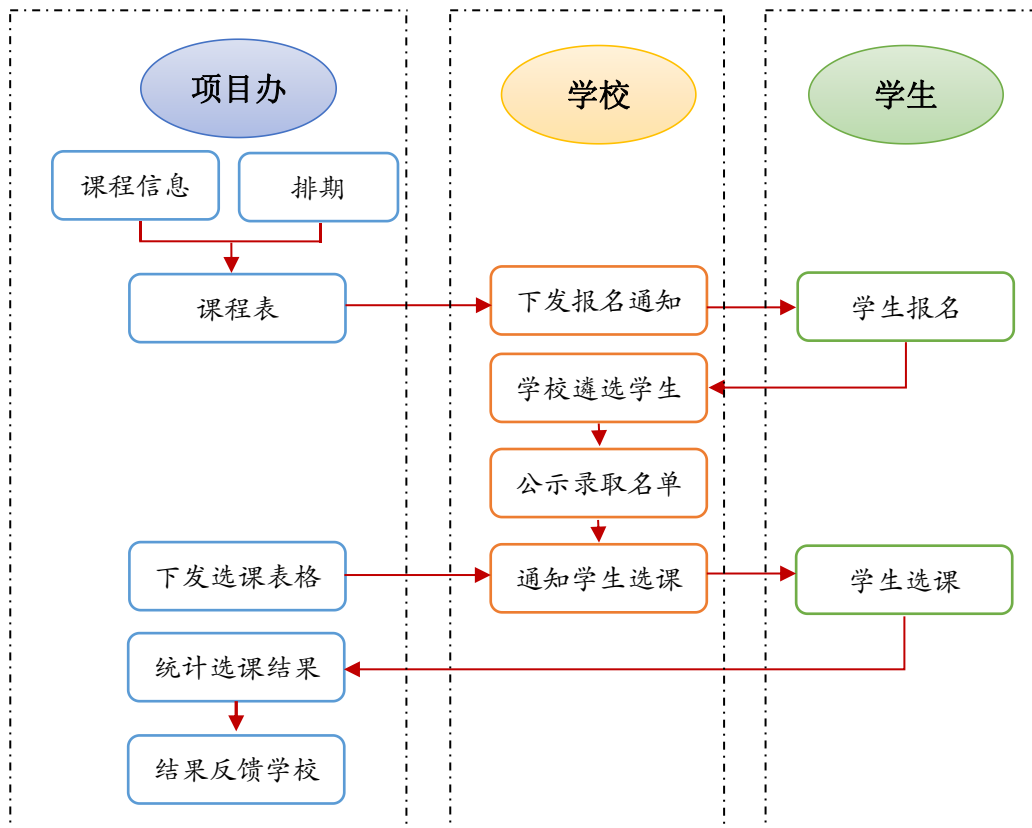 项目办
学校
学生
课程信息
排期
课程表
下发报名通知
学生报名
学校遴选学生
公示录取名单
下发选课表格
通知学生选课
学生选课
统计选课结果
结果反馈学校